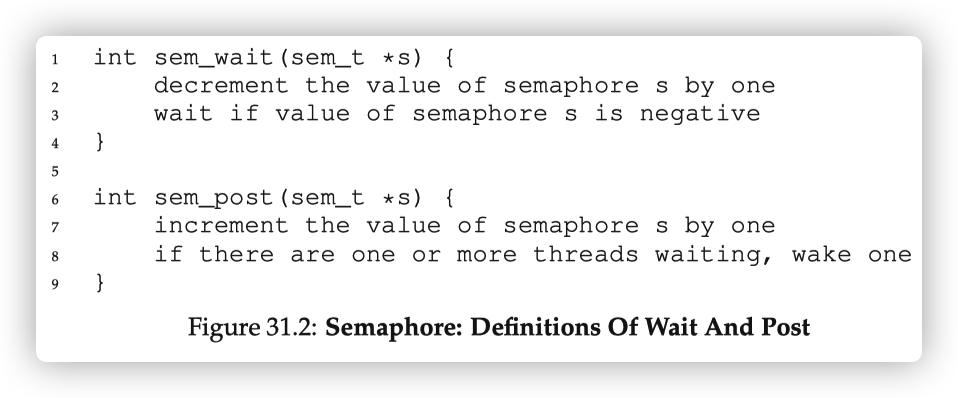 1 int sem_wait(sem_t *s) {
2 decrement the value of semaphore s by one
3 wait if value of semaphore s is negative
4 }
5
6 int sem_post(sem_t *s) {
7 increment the value of semaphore s by one
8 if there are one or more threads waiting, wake one
9 }
Figure 31.2: Semaphore: Definitions Of Wait And Post